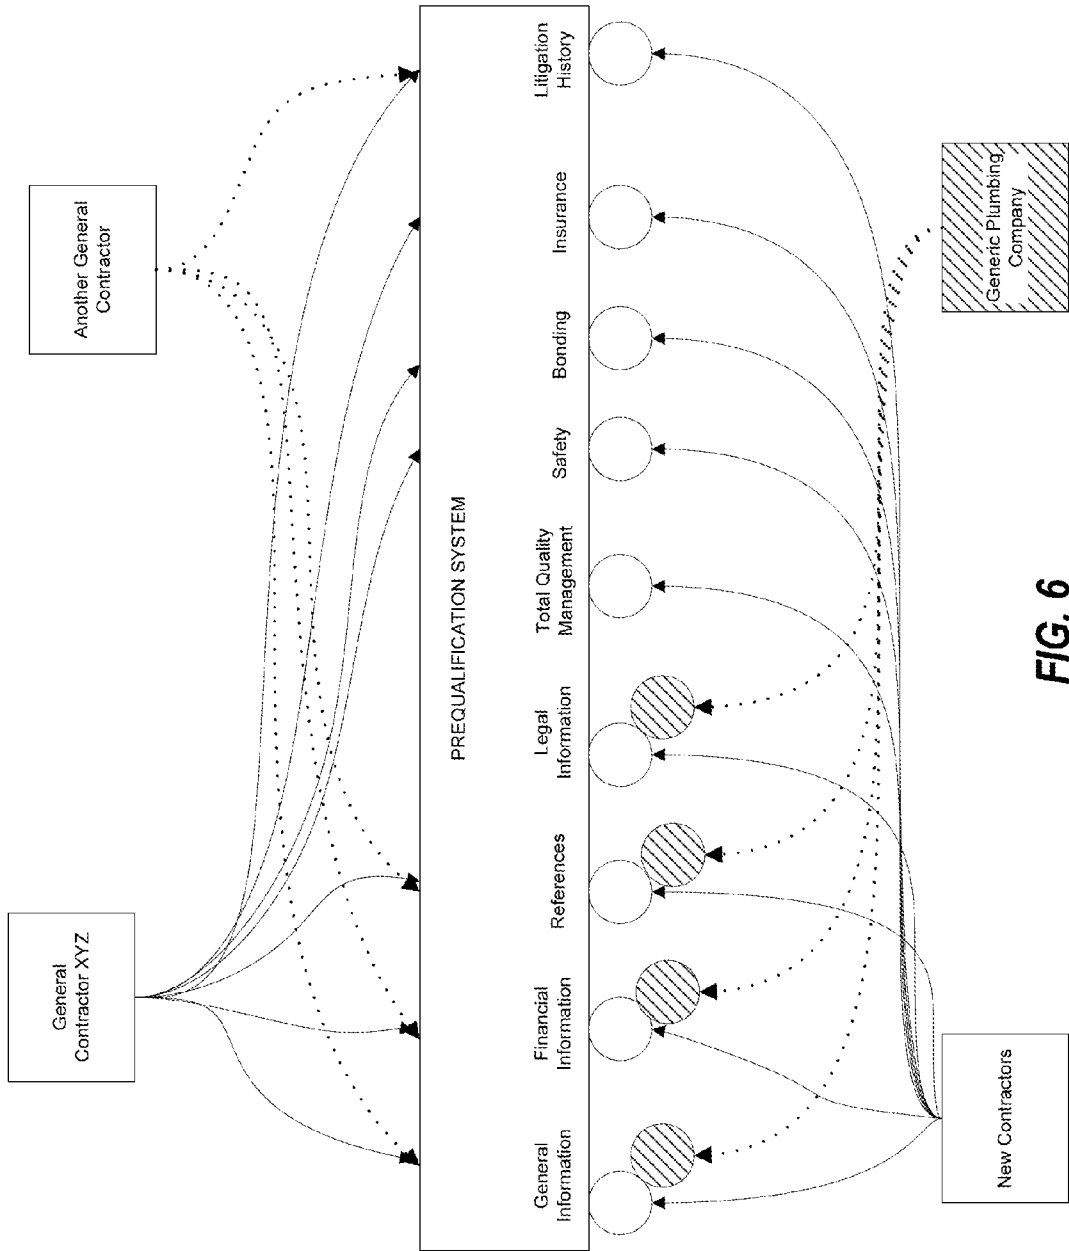 General
Contractor XYZ
Another General
Contractor
PREQUALIFICATION SYSTEM
General
Information
Financial
Information
References
Legal
Information
Total Quality
Management
Safety
Bonding
Insurance
Litigation
History
New Contractors
Generic Plumbing
Company
FIG. 6